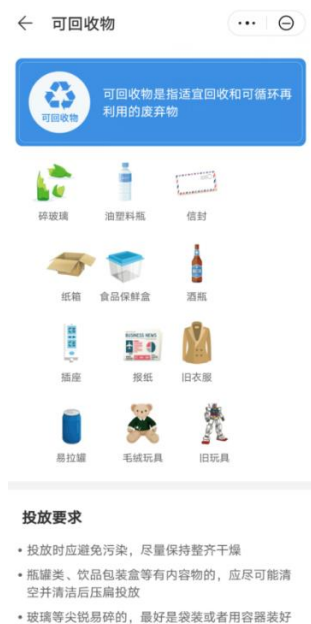 可回收物
可回收物
可回收物是指适宜回收和可循环再
利用的废弃物
碎玻璃 油塑料瓶 信封
纸箱 食品保鲜盒 酒瓶
BUSINESS NEWS
插座 报纸 旧衣服
易拉罐 毛绒玩具 旧玩具
投放要求
• 投放时应避免污染，尽量保持整齐干燥
• 瓶罐类、饮品包装盒等有内容物的，应尽可能清
空并清洁后压扁投放
• 玻璃等尖锐易碎的，最好是袋装或者用容器装好